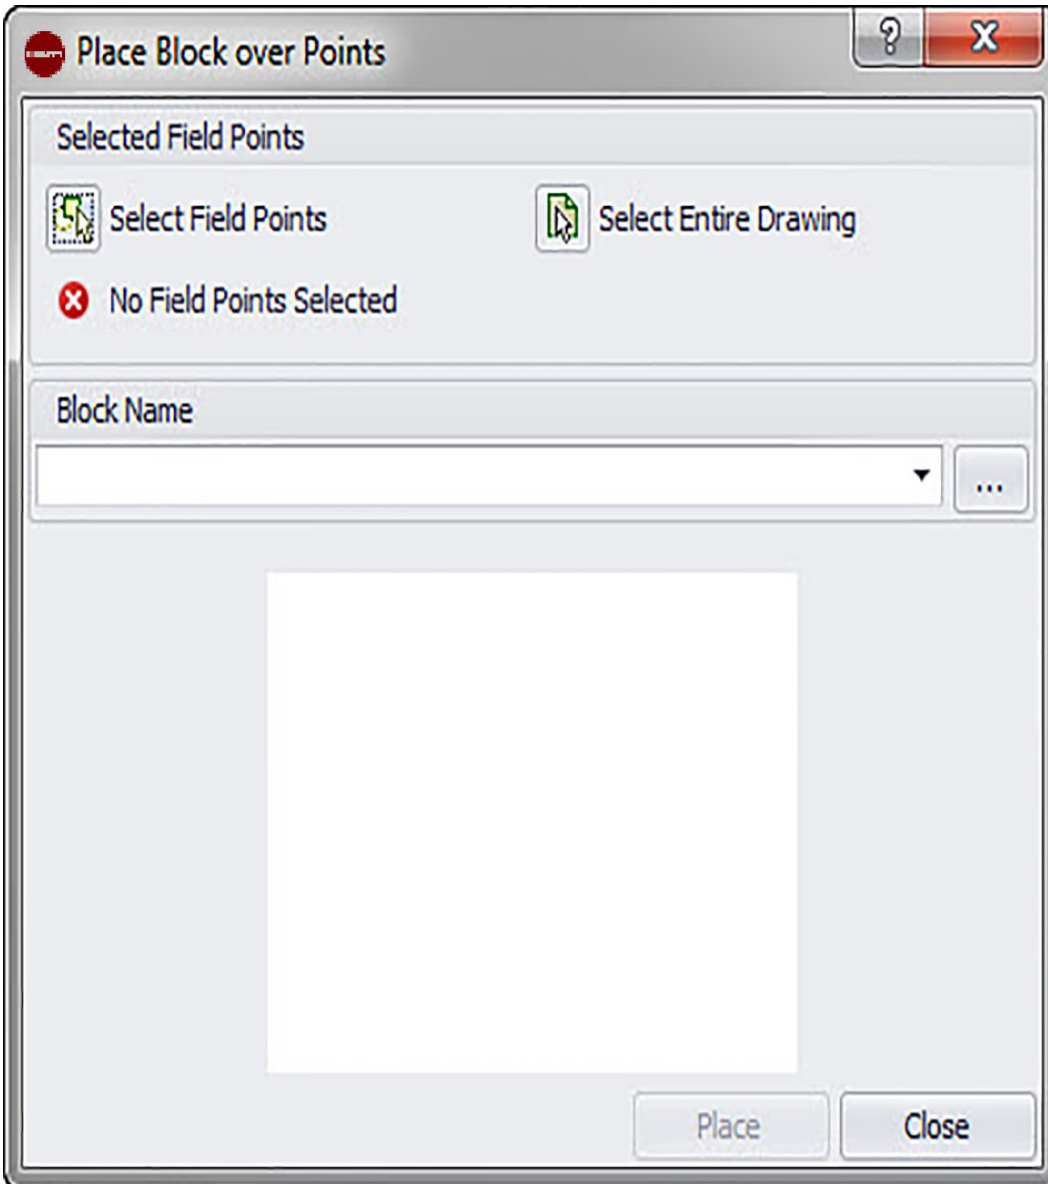 Place Block over Points
?
X
Selected Field Points
Select Field Points
Select Entire Drawing
No Field Points Selected
Block Name
...
Place
Close